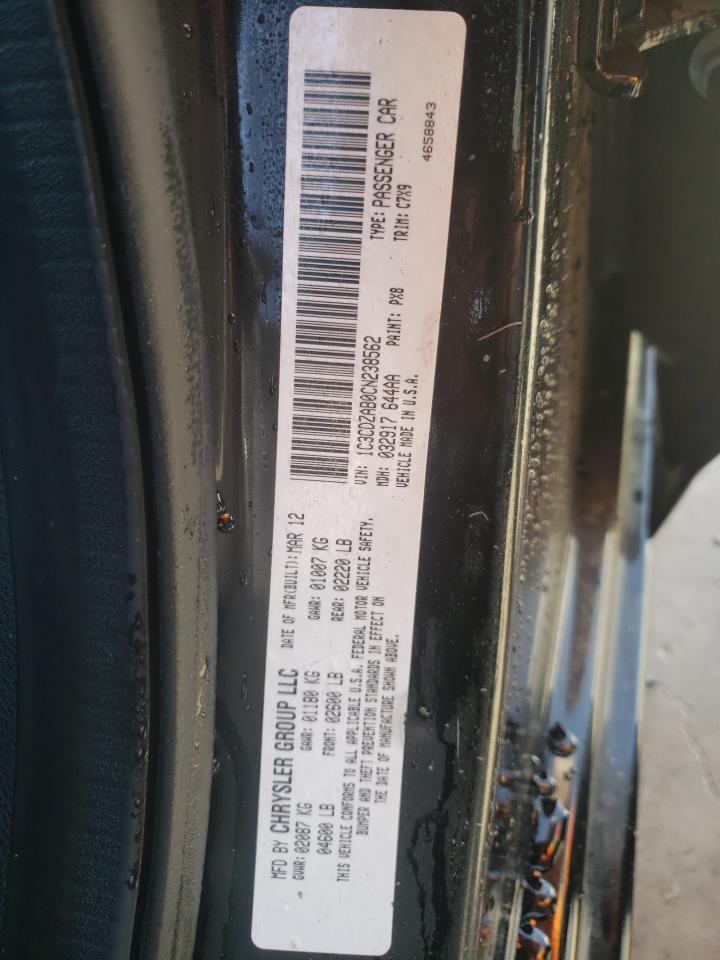 MFD BY CHRYSLER GROUP LLC
DATE OF MFR(BUILT): MAR 12
GVWR: 02087 KG
GAWR: 01180 KG
GAWR: 01007 KG
04600 LB
FRONT: 02600 LB
REAR: 02220 LB
THIS VEHICLE CONFORMS TO ALL APPLICABLE U.S.A. FEDERAL MOTOR VEHICLE SAFETY,
BUMPER AND THEFT PREVENTION STANDARDS IN EFFECT ON
THE DATE OF MANUFACTURE SHOWN ABOVE.
VIN: 1C3CDZAB0CN238562
TYPE: PASSENGER CAR
MDH: 032917 644AA
PAINT: PX8
TRIM: C7X9
VEHICLE MADE IN U.S.A.
4658843